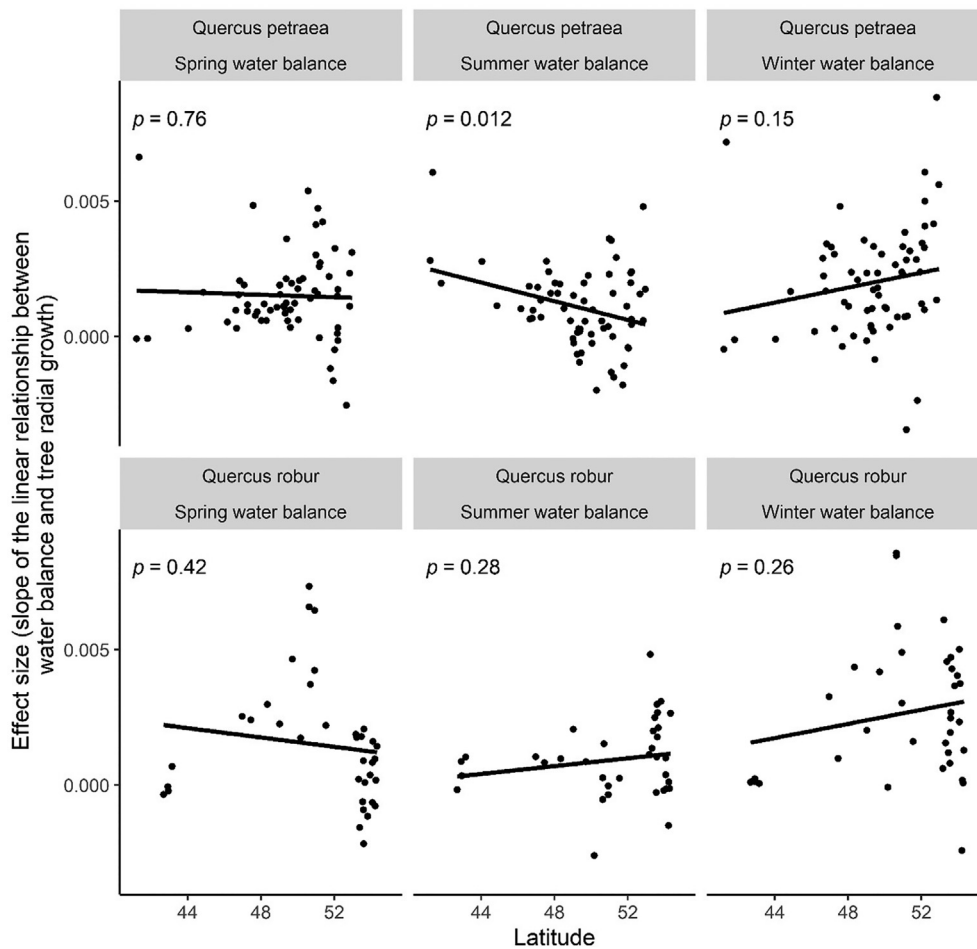 Quercus petraea
Spring water balance
Quercus petraea
Summer water balance
Quercus petraea
Winter water balance
p = 0.76
p = 0.012
p = 0.15
0.005
0.000
Quercus robur
Spring water balance
Quercus robur
Summer water balance
Quercus robur
Winter water balance
p = 0.42
p = 0.28
p = 0.26
0.005
0.000
44
48
52
44
48
52
44
48
52
Latitude
Effect size (slope of the linear relationship between
water balance and tree radial growth)